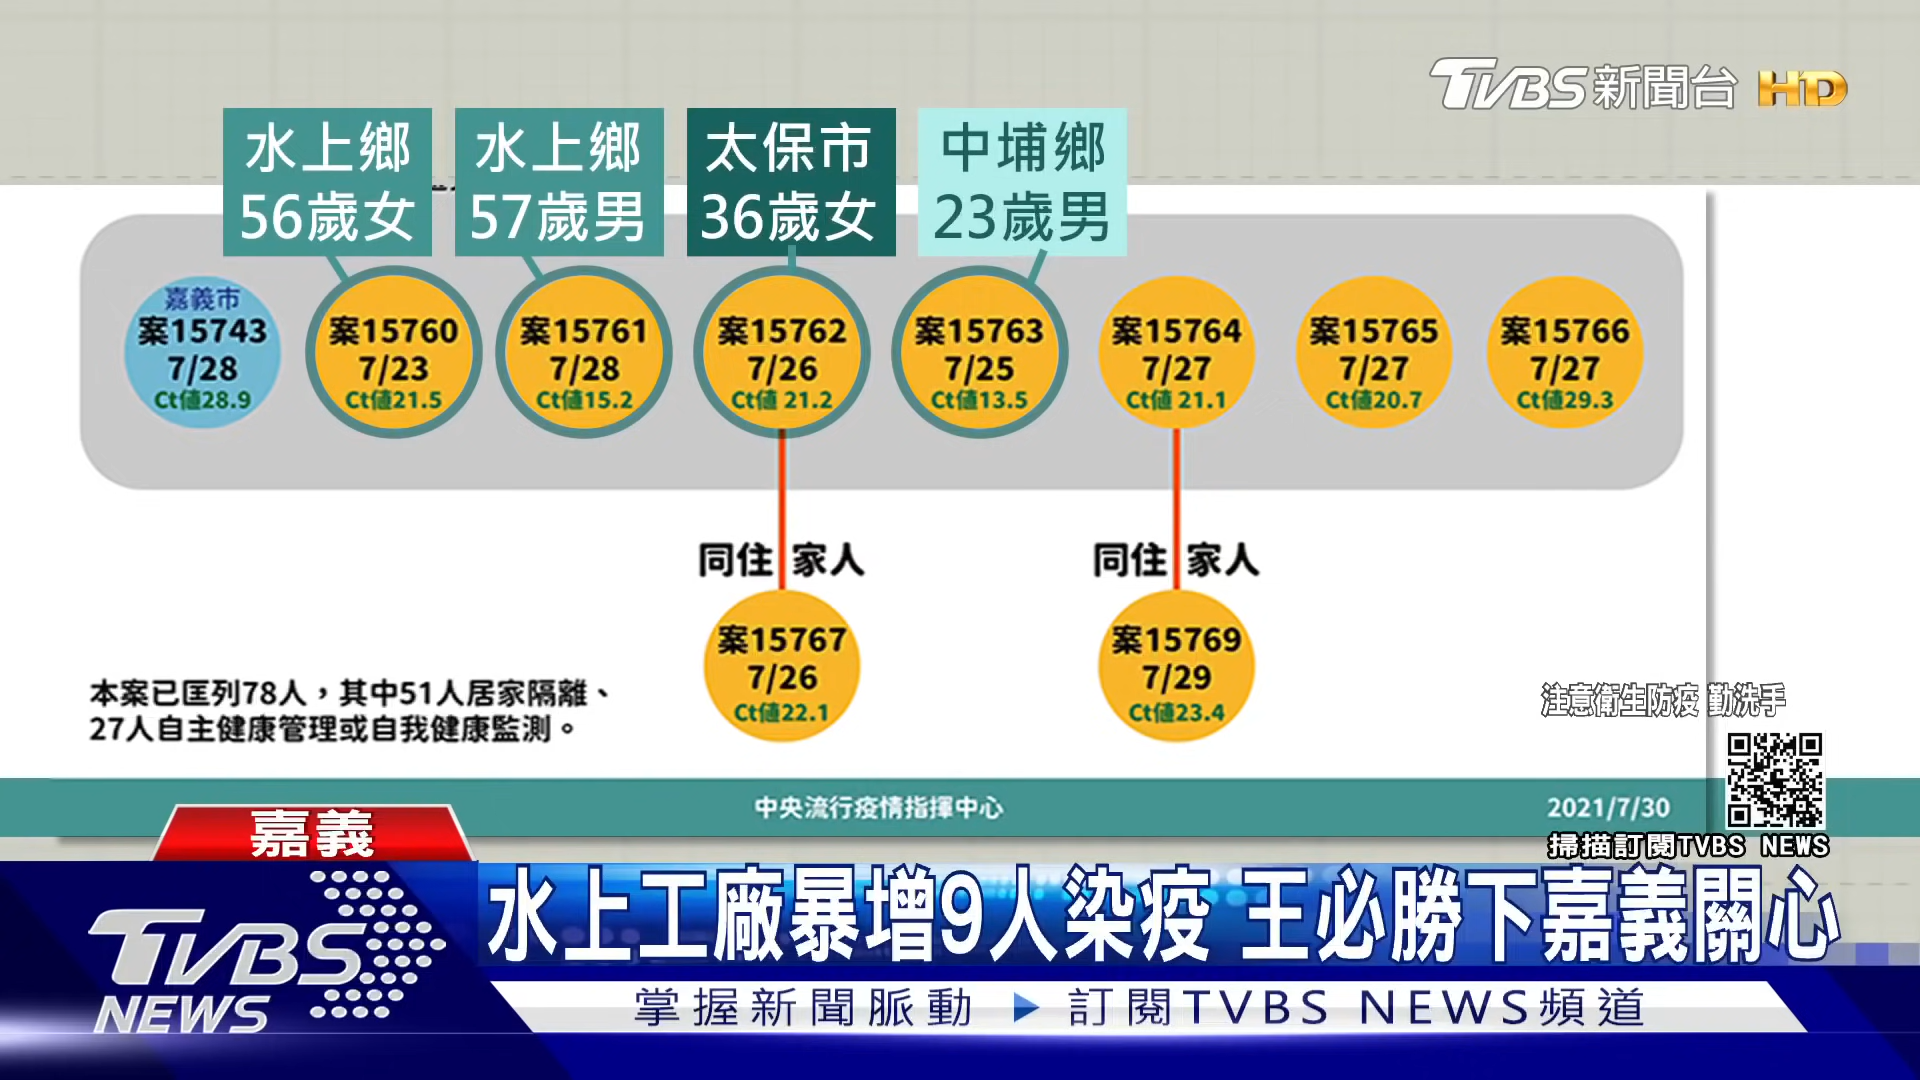 TVBS新聞台 HD
水上鄉
56歲女
水上鄉
57歲男
太保市
36歲女
中埔鄉
23歲男
嘉義市
案15743
7/28
Ct值28.9
案15760
7/23
Ct值21.5
案15761
7/28
Ct值15.2
案15762
7/26
Ct值 21.2
案15763
7/25
Ct值13.5
案15764
7/27
Ct值 21.1
案15765
7/27
Ct值20.7
案15766
7/27
Ct值29.3
同住 家人
同住 家人
案15767
7/26
Ct值22.1
案15769
7/29
Ct值23.4
本案已匡列78人，其中51人居家隔離、
27人自主健康管理或自我健康監測。
注意衛生防疫 勤洗手
中央流行疫情指揮中心
2021/7/30
掃描訂閱TVBS NEWS
嘉義
水上工廠暴增9人染疫 王必勝下嘉義關心
TVBS
NEWS
掌握新聞脈動 ▶ 訂閱TVBS NEWS頻道